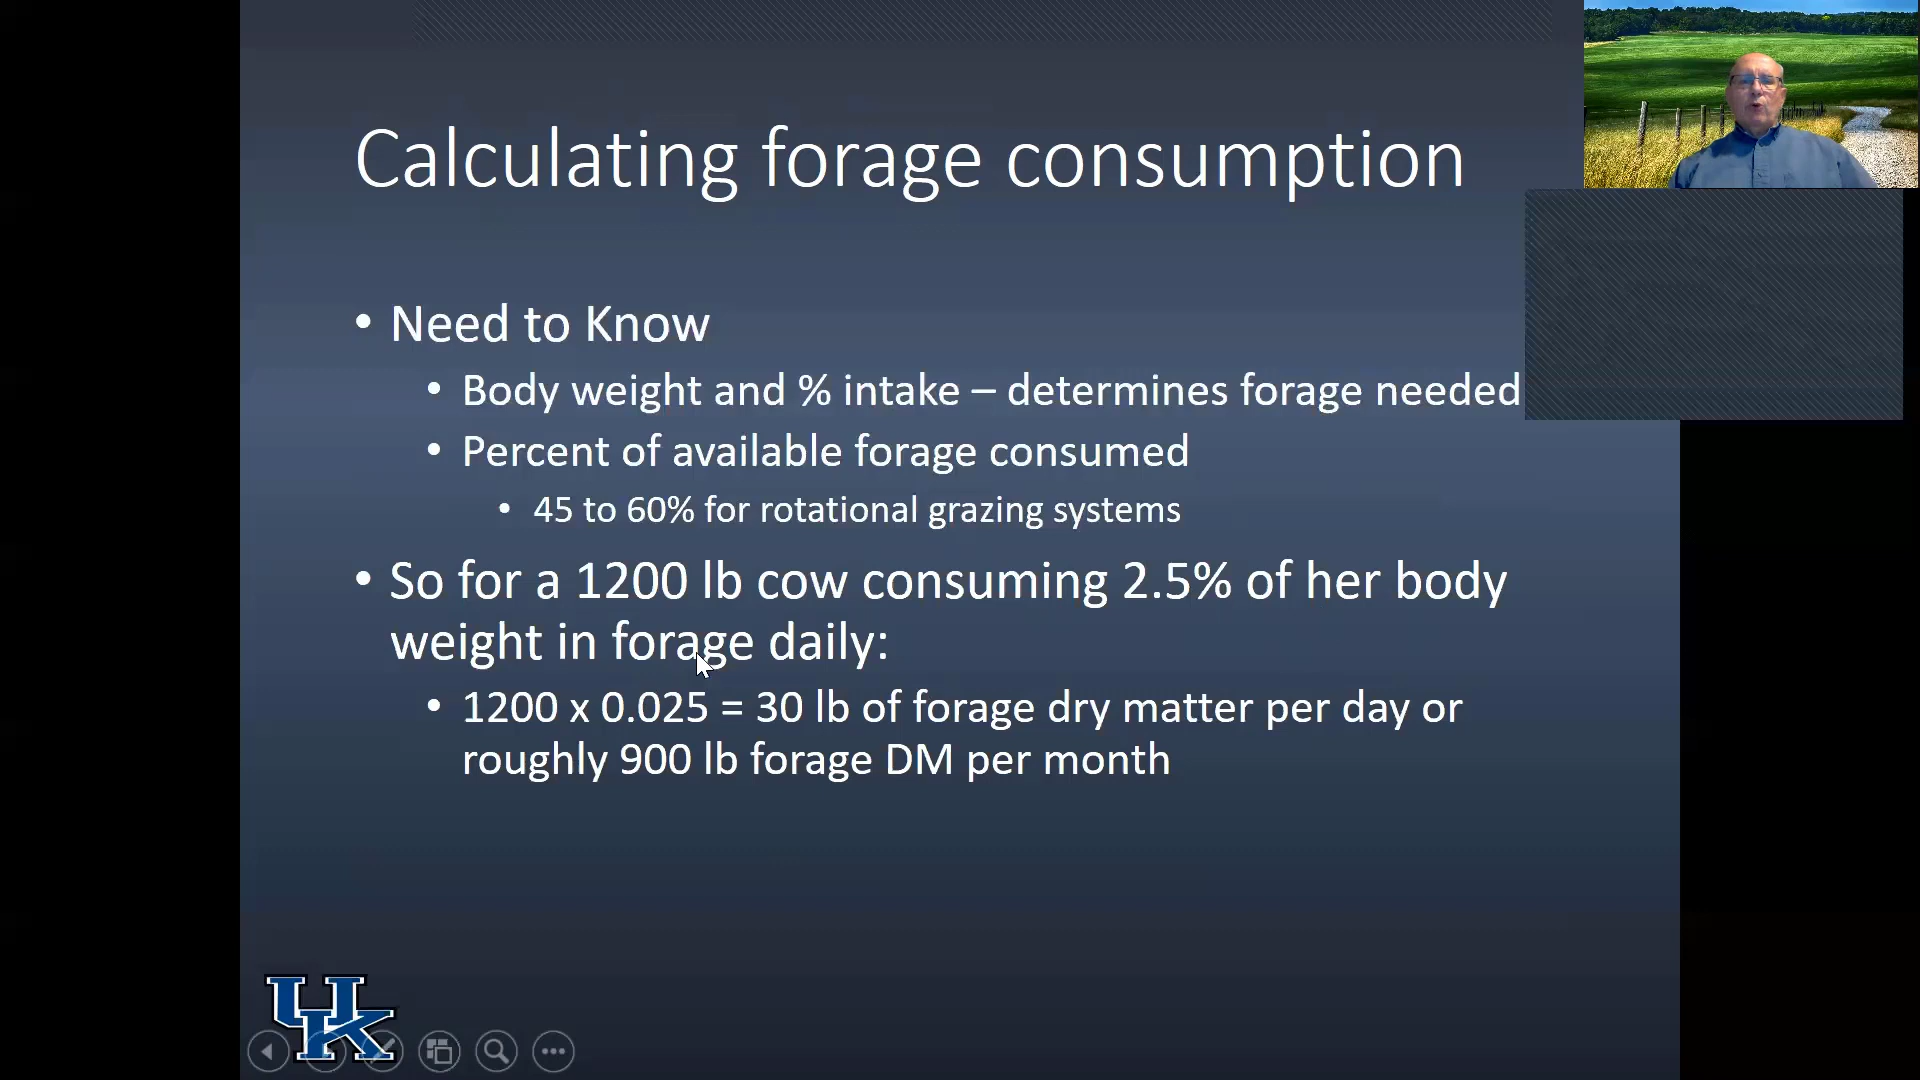 Calculating forage consumption
• Need to Know
• Body weight and % intake – determines forage needed
• Percent of available forage consumed
• 45 to 60% for rotational grazing systems
• So for a 1200 lb cow consuming 2.5% of her body
weight in forage daily:
• 1200 x 0.025 = 30 lb of forage dry matter per day or
roughly 900 lb forage DM per month
UK